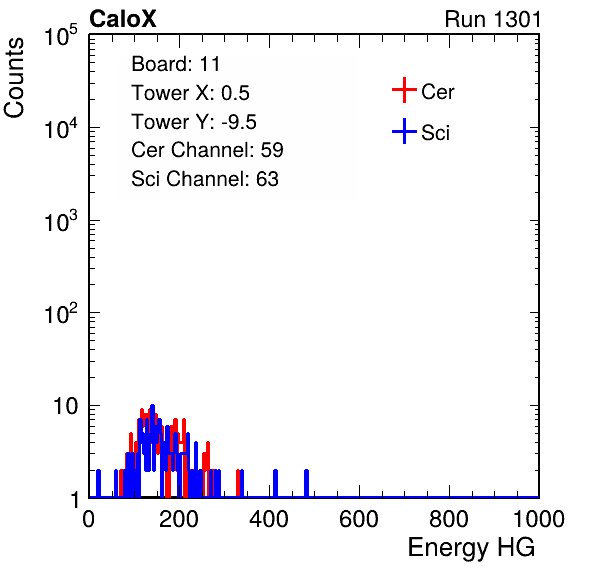 CaloX Run 1301
Counts
Board: 11
Tower X: 0.5
Tower Y: -9.5
Cer Channel: 59
Sci Channel: 63
Cer
Sci
10^5
10^4
10^3
10^2
10
1
0 200 400 600 800 1000
Energy HG